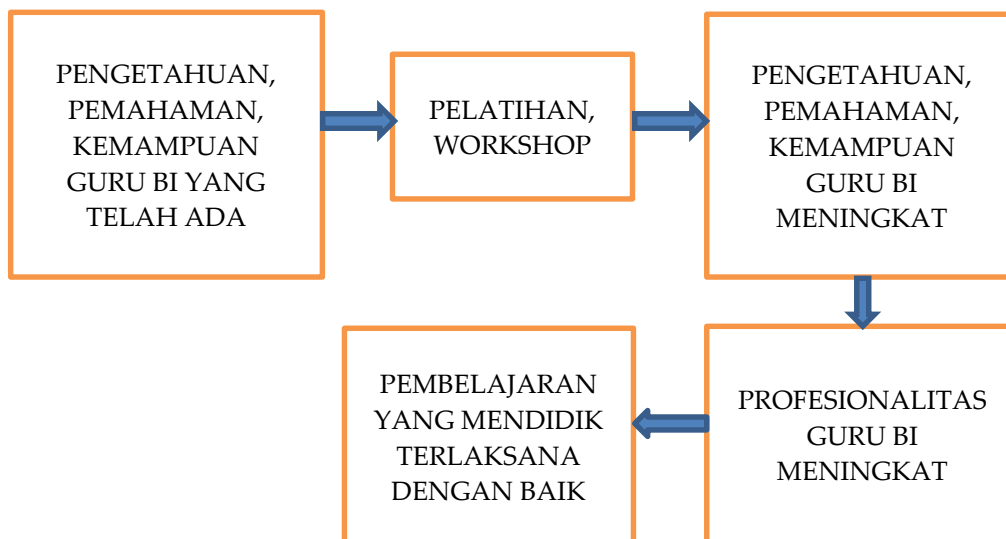 PENGETAHUAN,
PEMAHAMAN,
KEMAMPUAN
GURU BI YANG
TELAH ADA
PELATIHAN,
WORKSHOP
PENGETAHUAN,
PEMAHAMAN,
KEMAMPUAN
GURU BI
MENINGKAT
PROFESIONALITAS
GURU BI
MENINGKAT
PEMBELAJARAN
YANG MENDIDIK
TERLAKSANA
DENGAN BAIK